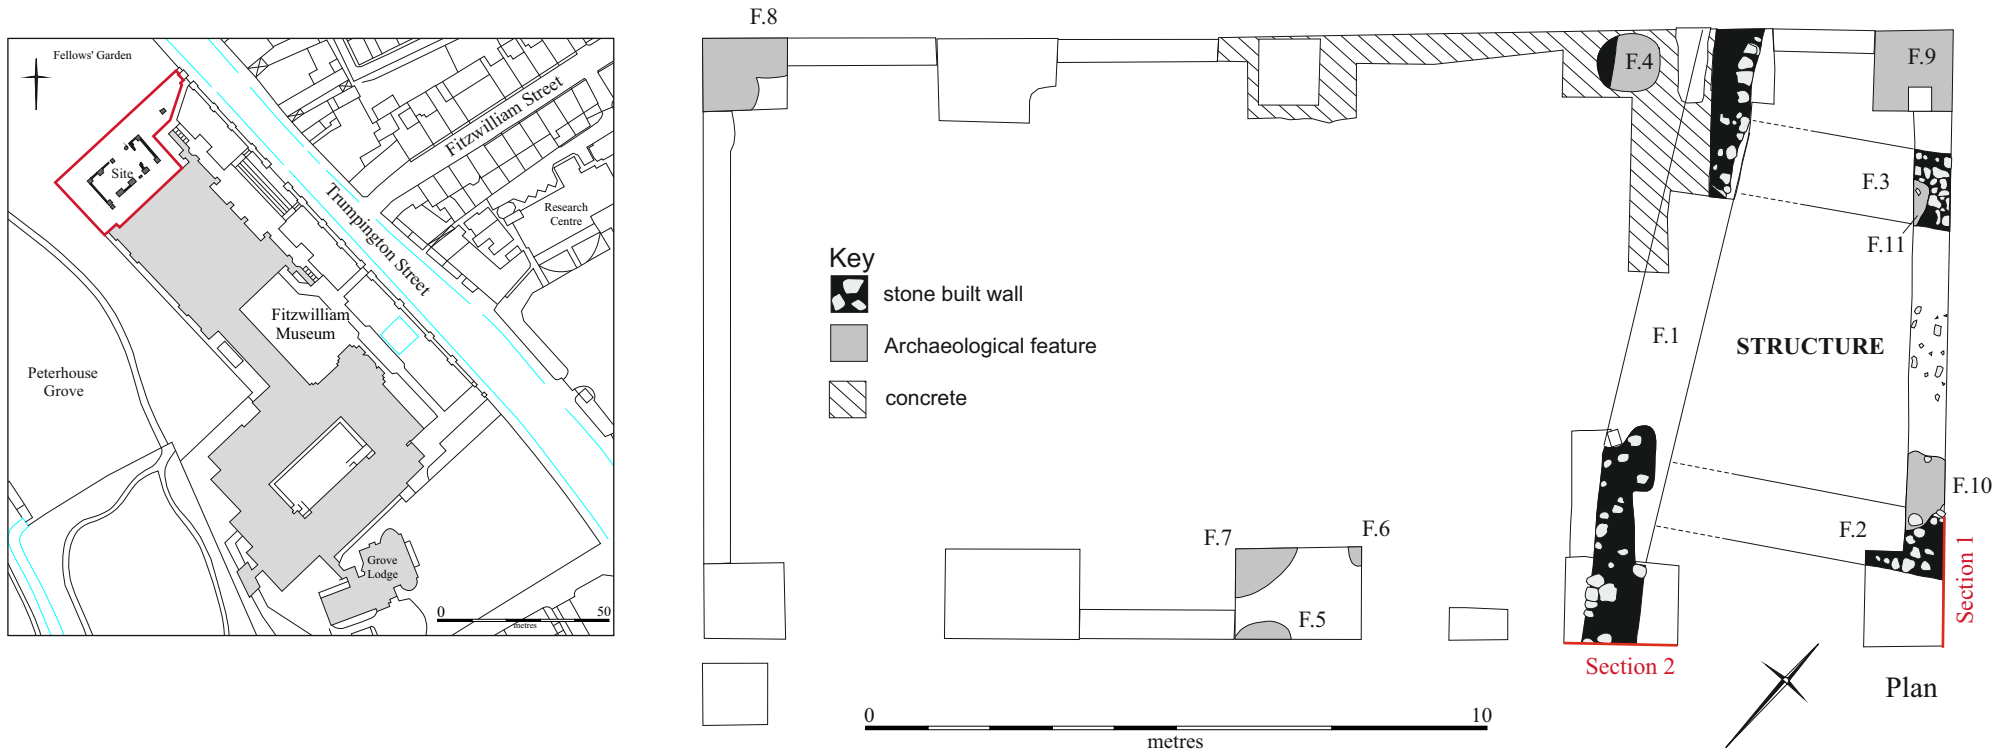 Fellows' Garden
Site
Fitzwilliam Street
Trumpington Street
Research
Centre
Fitzwilliam
Museum
Peterhouse
Grove
Grove
Lodge
0
50
metres
F.8
F.4
F.9
F.3
F.11
Key
stone built wall
Archaeological feature
concrete
F.1
STRUCTURE
F.10
F.2
F.7
F.6
F.5
Section 1
Section 2
Plan
0
10
metres